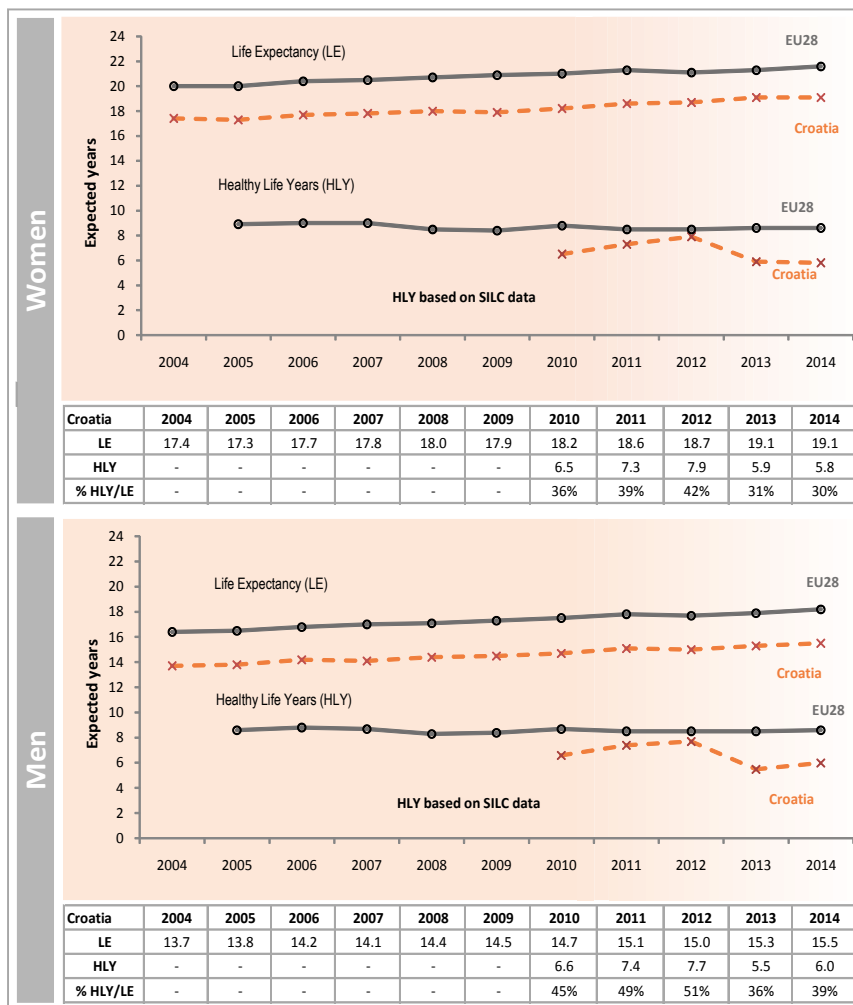 Women
Expected years
24
22
20
18
16
14
12
10
8
6
4
2
0
Life Expectancy (LE)
EU28
Croatia
Healthy Life Years (HLY)
EU28
Croatia
HLY based on SILC data
2004 2005 2006 2007 2008 2009 2010 2011 2012 2013 2014
Croatia 2004 2005 2006 2007 2008 2009 2010 2011 2012 2013 2014
LE 17.4 17.3 17.7 17.8 18.0 17.9 18.2 18.6 18.7 19.1 19.1
HLY - - - - - - 6.5 7.3 7.9 5.9 5.8
% HLY/LE - - - - - - 36% 39% 42% 31% 30%
Men
Expected years
24
22
20
18
16
14
12
10
8
6
4
2
0
Life Expectancy (LE)
EU28
Croatia
Healthy Life Years (HLY)
EU28
Croatia
HLY based on SILC data
2004 2005 2006 2007 2008 2009 2010 2011 2012 2013 2014
Croatia 2004 2005 2006 2007 2008 2009 2010 2011 2012 2013 2014
LE 13.7 13.8 14.2 14.1 14.4 14.5 14.7 15.1 15.0 15.3 15.5
HLY - - - - - - 6.6 7.4 7.7 5.5 6.0
% HLY/LE - - - - - - 45% 49% 51% 36% 39%